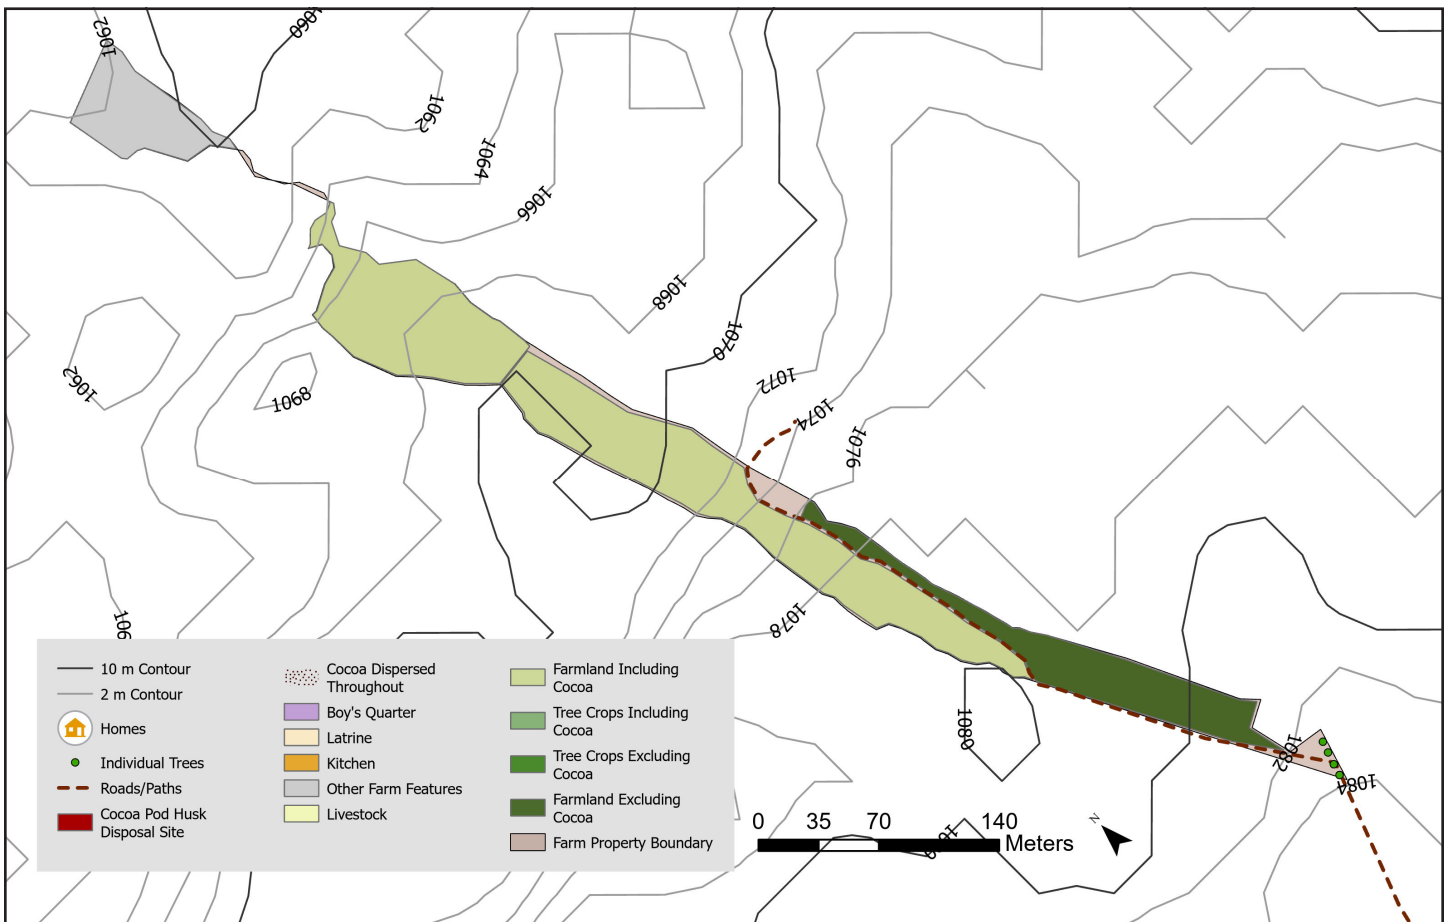 1062
1060
1062
1064
1066
1068
1070
1062
1068
1072
1074
1076
1078
106
1080
1082
1084
10 m Contour
2 m Contour
Homes
Individual Trees
Roads/Paths
Cocoa Pod Husk
Disposal Site
Cocoa Dispersed
Throughout
Boy's Quarter
Latrine
Kitchen
Other Farm Features
Livestock
Farmland Including
Cocoa
Tree Crops Including
Cocoa
Tree Crops Excluding
Cocoa
Farmland Excluding
Cocoa
Farm Property Boundary
0 35 70 140
Meters
N